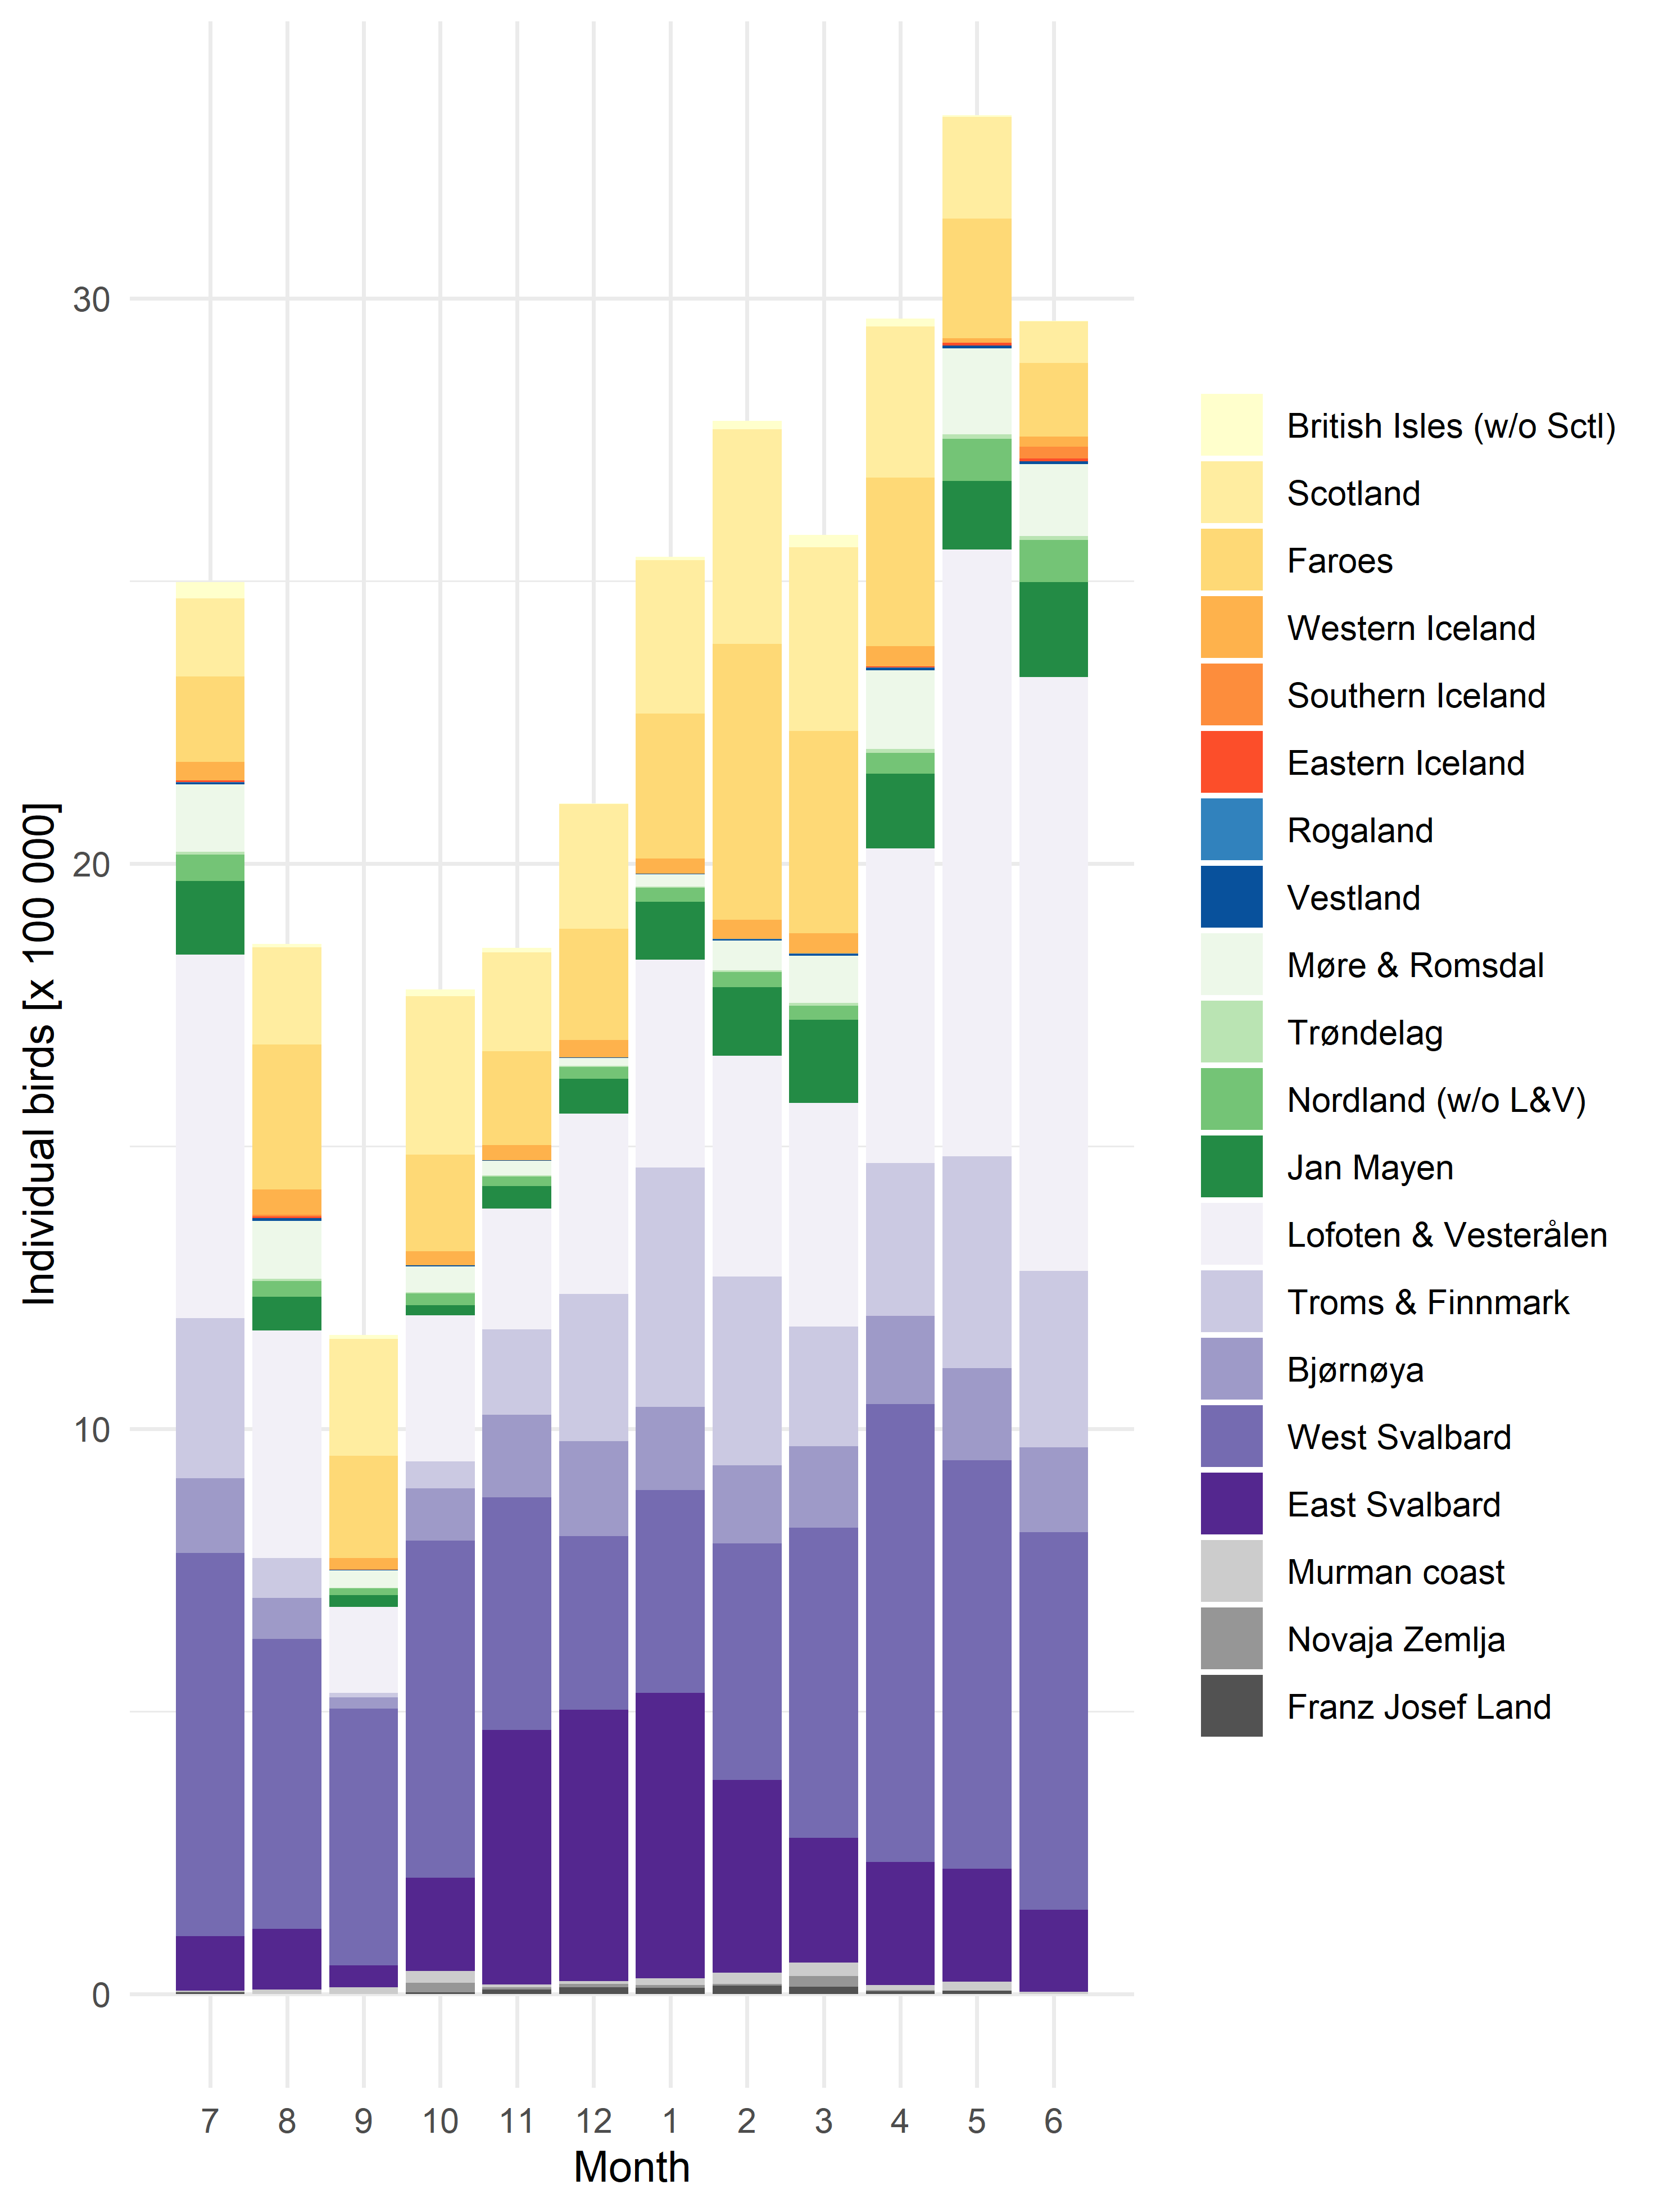 Individual birds [x 100 000]
30
20
10
0
7 8 9 10 11 12 1 2 3 4 5 6
Month
British Isles (w/o Sctl)
Scotland
Faroes
Western Iceland
Southern Iceland
Eastern Iceland
Rogaland
Vestland
Møre & Romsdal
Trøndelag
Nordland (w/o L&V)
Jan Mayen
Lofoten & Vesterålen
Troms & Finnmark
Bjørnøya
West Svalbard
East Svalbard
Murman coast
Novaja Zemlja
Franz Josef Land